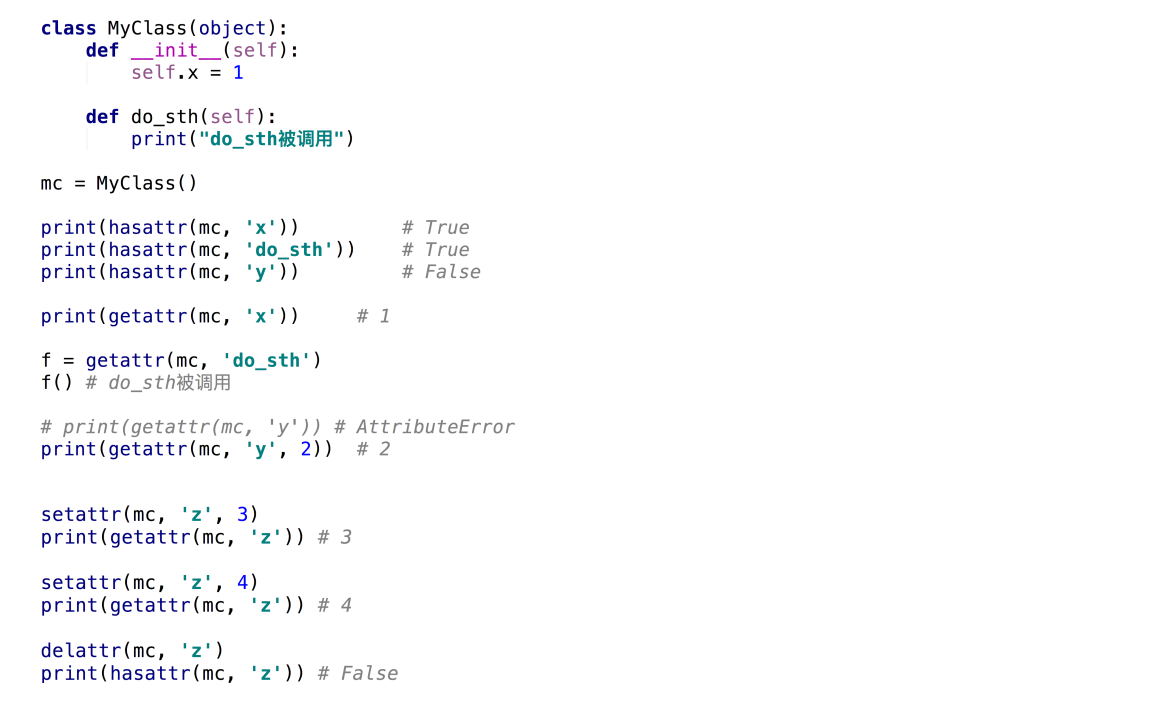 class MyClass(object):
    def __init__(self):
        self.x = 1
    def do_sth(self):
        print("do_sth被调用")
mc = MyClass()
print(hasattr(mc, 'x'))         # True
print(hasattr(mc, 'do_sth'))    # True
print(hasattr(mc, 'y'))         # False
print(getattr(mc, 'x'))     # 1
f = getattr(mc, 'do_sth')
f() # do_sth被调用
# print(getattr(mc, 'y')) # AttributeError
print(getattr(mc, 'y', 2))  # 2
setattr(mc, 'z', 3)
print(getattr(mc, 'z')) # 3
setattr(mc, 'z', 4)
print(getattr(mc, 'z')) # 4
delattr(mc, 'z')
print(hasattr(mc, 'z')) # False